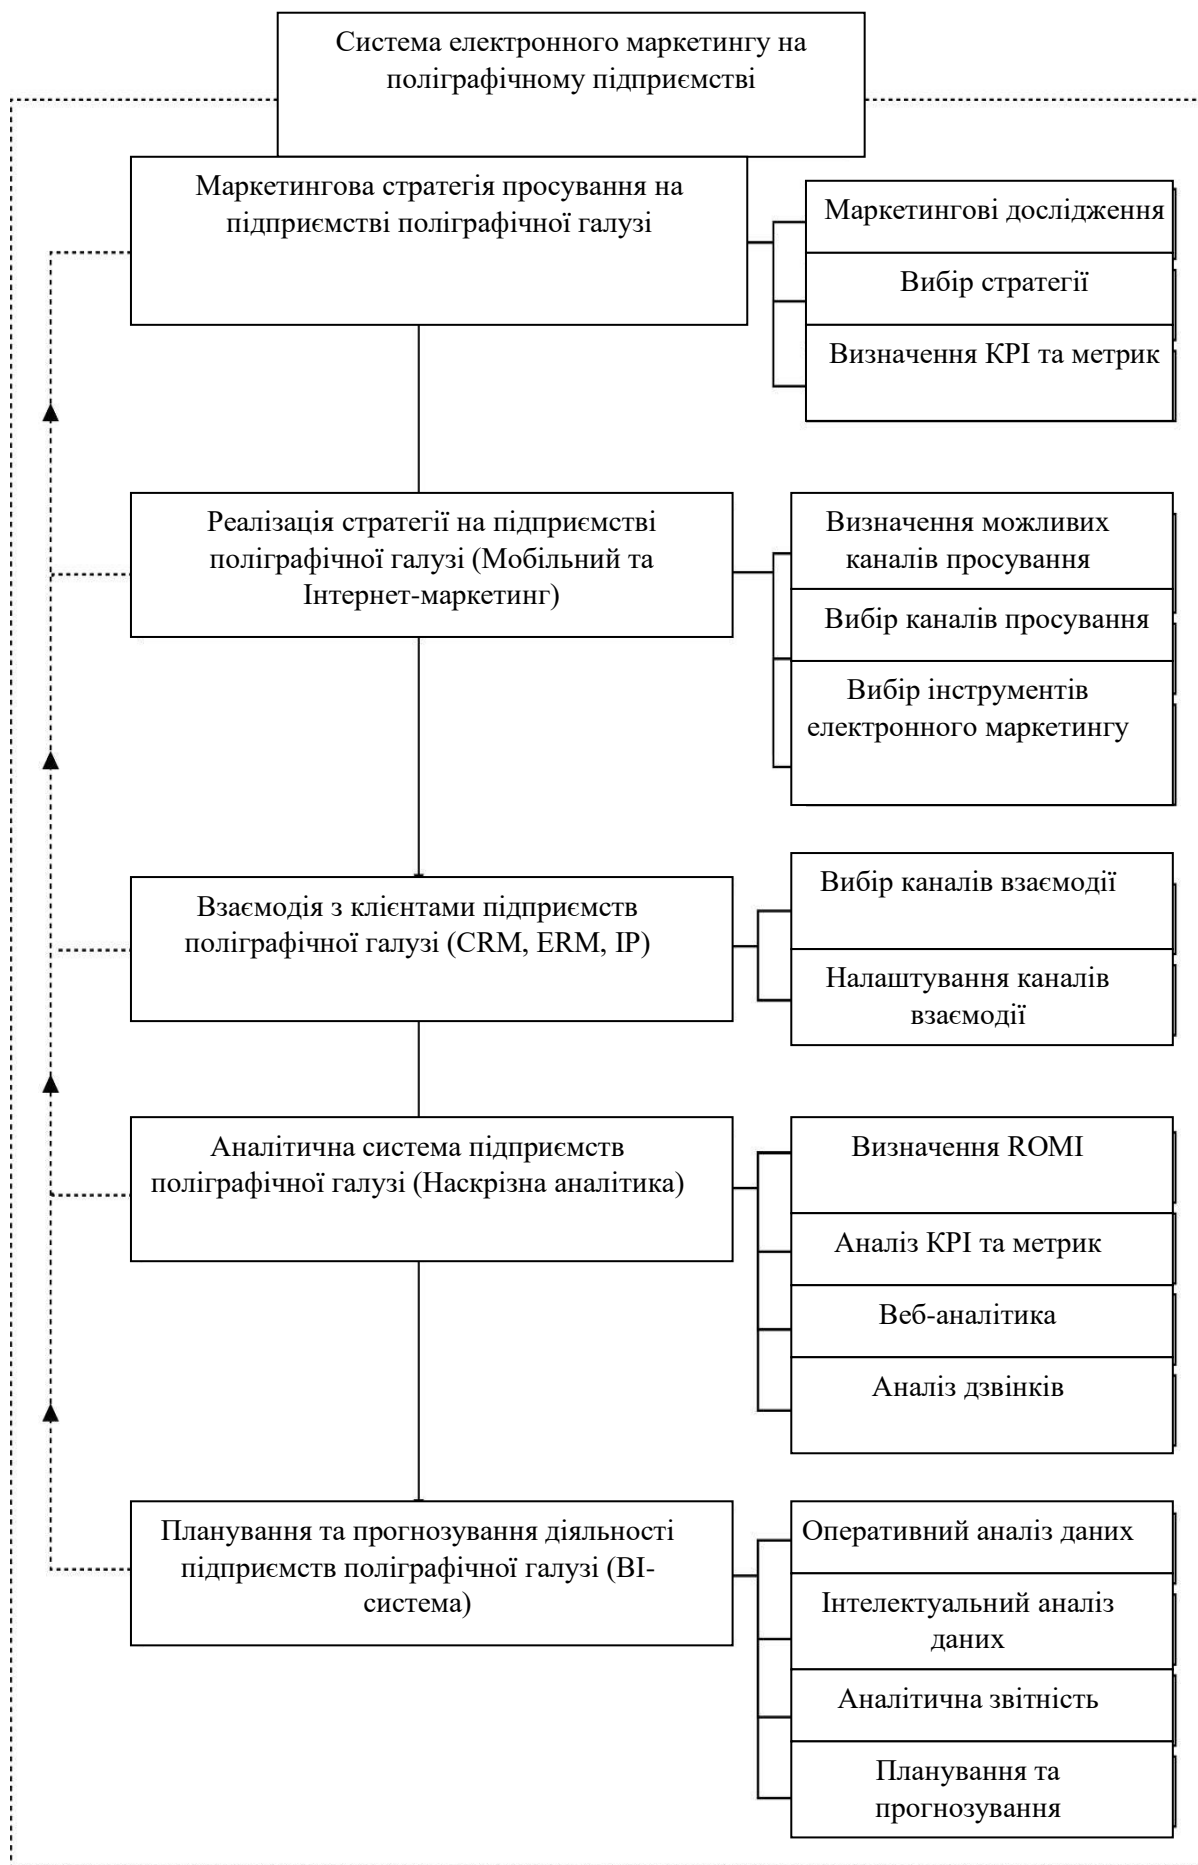 Система електронного маркетингу на
поліграфічному підприємстві
Маркетингова стратегія просування на
підприємстві поліграфічної галузі
Маркетингові дослідження
Вибір стратегії
Визначення KPI та метрик
Реалізація стратегії на підприємстві
поліграфічної галузі (Мобільний та
Інтернет-маркетинг)
Визначення можливих
каналів просування
Вибір каналів просування
Вибір інструментів
електронного маркетингу
Взаємодія з клієнтами підприємств
поліграфічної галузі (CRM, ERM, IP)
Вибір каналів взаємодії
Налаштування каналів
взаємодії
Аналітична система підприємств
поліграфічної галузі (Наскрізна аналітика)
Визначення ROMI
Аналіз KPI та метрик
Веб-аналітика
Аналіз дзвінків
Планування та прогнозування діяльності
підприємств поліграфічної галузі (BI-
система)
Оперативний аналіз даних
Інтелектуальний аналіз
даних
Аналітична звітність
Планування та
прогнозування